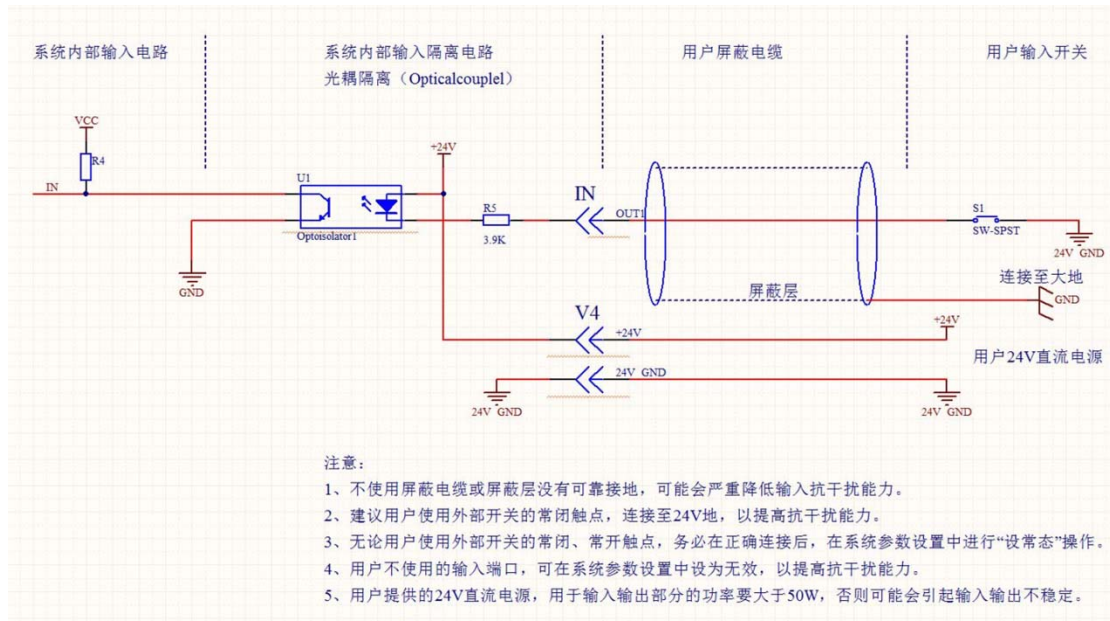 系统内部输入电路
系统内部输入隔离电路
光耦隔离（Opticalcouplel）
用户屏蔽电缆
用户输入开关
VCC
R4
IN
GND
U1
Optoisolator1
+24V
R5
3.9K
IN
OUT1
屏蔽层
S1
SW-SPST
24V GND
连接至大地
GND
V4
+24V
+24V
用户24V直流电源
24V GND
24V GND
24V GND
注意：
1、不使用屏蔽电缆或屏蔽层没有可靠接地，可能会严重降低输入抗干扰能力。
2、建议用户使用外部开关的常闭触点，连接至24V地，以提高抗干扰能力。
3、无论用户使用外部开关的常闭、常开触点，务必在正确连接后，在系统参数设置中进行“设常态”操作。
4、用户不使用的输入端口，可在系统参数设置中设为无效，以提高抗干扰能力。
5、用户提供的24V直流电源，用于输入输出部分的功率要大于50W，否则可能会引起输入输出不稳定。